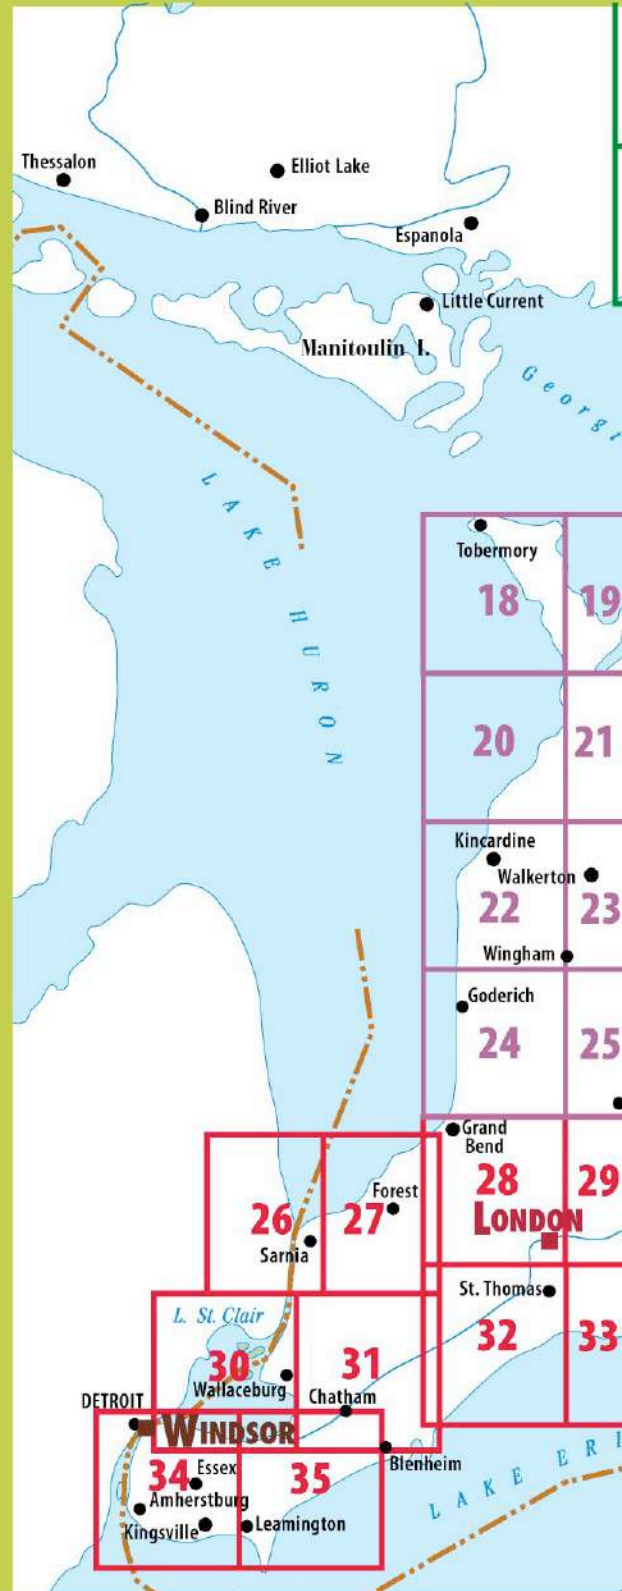 Thessalon
Elliot Lake
Blind River
Espanola
Little Current
Manitoulin I.
Georgi
LAKE HURON
Tobermory
18
19
20
21
Kincardine
Walkerton
22
23
Wingham
Goderich
24
25
Grand
Bend
28
29
Forest
26
27
LONDON
Sarnia
St. Thomas
L. St. Clair
32
33
30
31
Wallaceburg
Chatham
DETROIT
WINDSOR
Blenheim
34
Essex
35
Amherstburg
Kingsville
Leamington
LAKE ERI